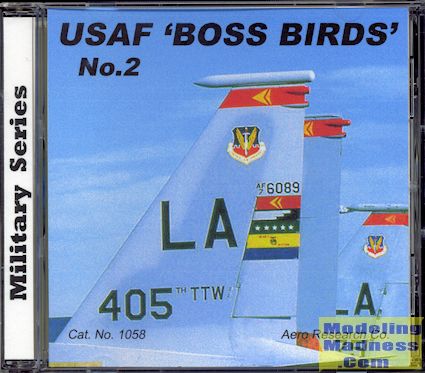 USAF 'BOSS BIRDS'
No.2
Military Series
AF
7 6089
LA
405TH TTW
-A
Cat. No. 1058
Aero Research Co.
Modeling
Madness
.Com